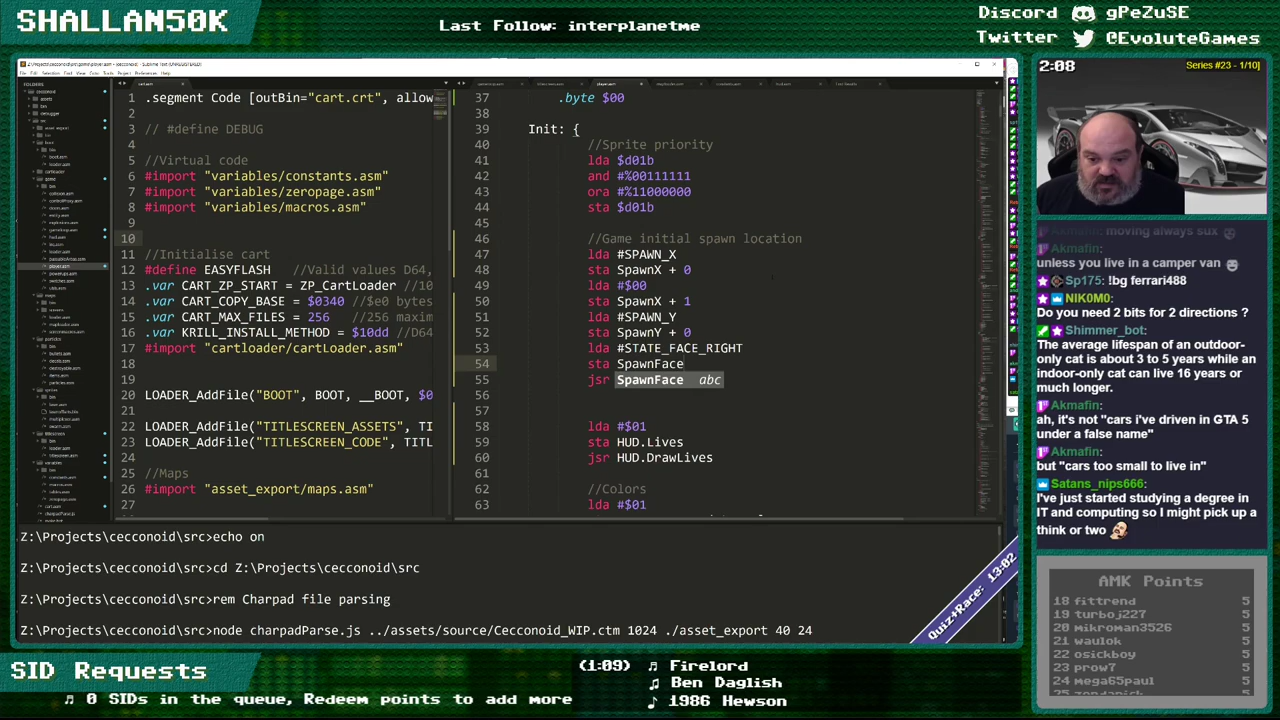 SHALLAN50K
Last Follow: interplanetme
Discord gPeZuSE
Twitter @EvoluteGames
1 .segment Code [outBin="cart.crt", allow
2
3 // #define DEBUG
4
5 //Virtual code
6 #import "variables/constants.asm"
7 #import "variables/zeropage.asm"
8 #import "variables/macros.asm"
9
10
11 //Initialise cart
12 #define EASYFLASH //Valid values D64,
13 .var CART_ZP_START = ZP_CartLoader //10
14 .var CART_COPY_BASE = $0340 //$e0 bytes
15 .var CART_MAX_FILES = 256 //256 maxim
16 .var KRILL_INSTALL_METHOD = $1dd //D64
17 #import "cartloader/cartLoader.asm"
18
19
20 LOADER_AddFile("BOOT", BOOT, __BOOT, $0
21
22 LOADER_AddFile("TITLESCREEN_ASSETS", TI
23 LOADER_AddFile("TITLESCREEN_CODE", TITL
24
25 //Maps
26 #import "asset_export/maps.asm"
37 .byte $00
38
39 Init: {
40 //Sprite priority
41 lda $d01b
42 and #%00111111
43 ora #%11000000
44 sta $d01b
45
46 //Game initial spawn location
47 lda #SPAWN_X
48 sta SpawnX + 0
49 lda #$00
50 sta SpawnX + 1
51 lda #SPAWN_Y
52 sta SpawnY + 0
53 lda #STATE_FACE_RIGHT
54 sta SpawnFace
55 jsr SpawnFace abc
56
57
58 lda #$01
59 sta HUD.Lives
60 jsr HUD.DrawLives
61
62 //Colors
63 lda #$01
Z:\Projects\cecconoid\src>echo on
Z:\Projects\cecconoid\src>cd Z:\Projects\cecconoid\src
Z:\Projects\cecconoid\src>rem Charpad file parsing
Z:\Projects\cecconoid\src>node charpadParse.js ../assets/source/Cecconoid_WIP.ctm 1024 ./asset_export 40 24
Quiz+Race: 13:02
2:08
Series #23 - 1/10]
Akmafin: moving always sux
Akmafin:
unless you live in a camper van
Sp175: !bg ferarri88
NIK0M0:
Do you need 2 bits for 2 directions?
Shimmer_bot:
The average lifespan of an outdoor-
only cat is about 3 to 5 years while an
indoor-only cat can live 16 years or
much longer.
Akmafin:
ah, it's not "cars i've driven in GTA 5
under a false name"
Akmafin:
but "cars too small to live in"
Satans_nips666:
I've just started studying a degree in
IT and computing so I might pick up a
think or two
AMK Points
18 fittrend 5
19 turboj227 5
20 mikroman3526 5
21 waulok 5
22 osickboy 5
23 prow7 5
24 mega65paul 5
SID Requests
♬ 0 SIDs in the queue, Redeem points to add more
(1:09) ♬ Firelord
♫ Ben Daglish
♪ 1986 Hewson